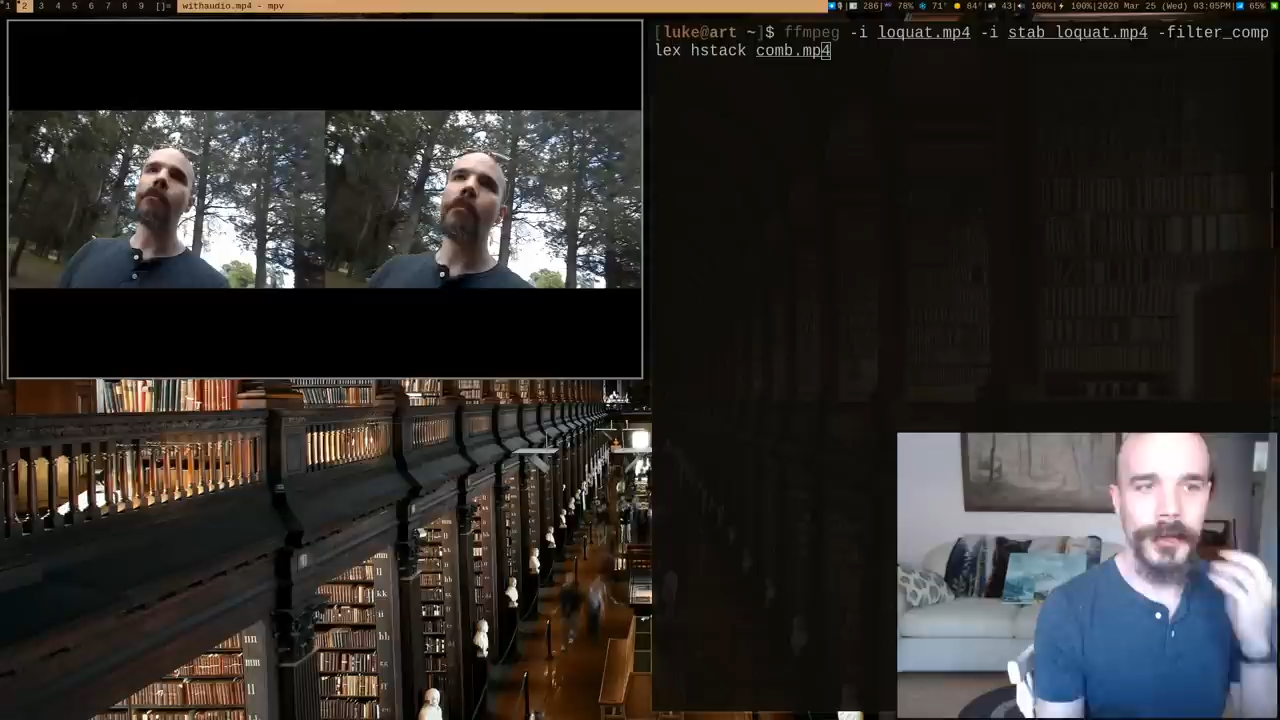 1 2 3 4 5 6 7 8 9 []= withaudio.mp4 - mpv 286| 78% 71° 84° 43| 100%| 100%|2020 Mar 25 (Wed) 03:05PM| 65%
[luke@art ~]$ ffmpeg -i loquat.mp4 -i stab_loquat.mp4 -filter_comp
lex hstack comb.mp4